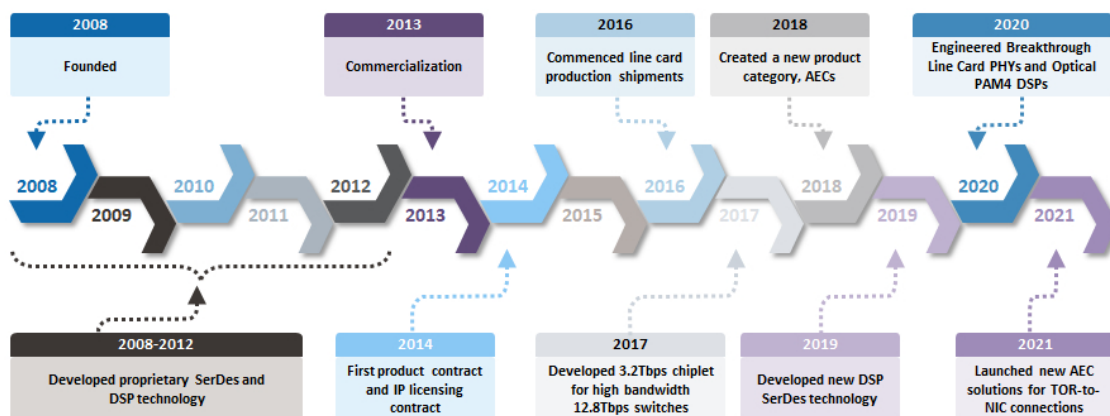 2008
Founded
2013
Commercialization
2016
Commenced line card
production shipments
2018
Created a new product
category, AECs
2020
Engineered Breakthrough
Line Card PHYs and Optical
PAM4 DSPs
2008
2009
2010
2011
2012
2013
2014
2015
2016
2017
2018
2019
2020
2021
2008-2012
Developed proprietary SerDes and
DSP technology
2014
First product contract
and IP licensing
contract
2017
Developed 3.2Tbps chiplet
for high bandwidth
12.8Tbps switches
2019
Developed new DSP
SerDes technology
2021
Launched new AEC
solutions for TOR-to-
NIC connections